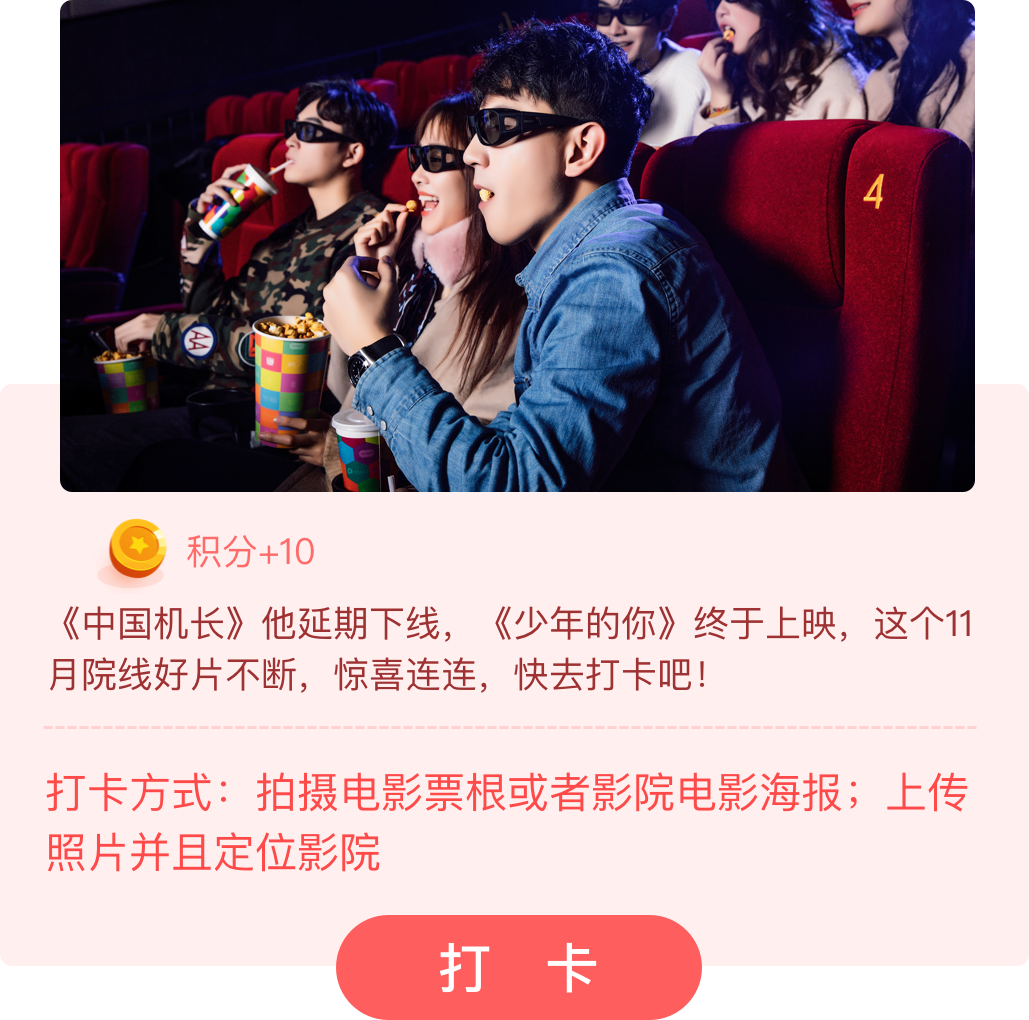 4
积分+10
《中国机长》他延期下线，《少年的你》终于上映，这个11
月院线好片不断，惊喜连连，快去打卡吧！
打卡方式：拍摄电影票根或者影院电影海报；上传
照片并且定位影院
打 卡